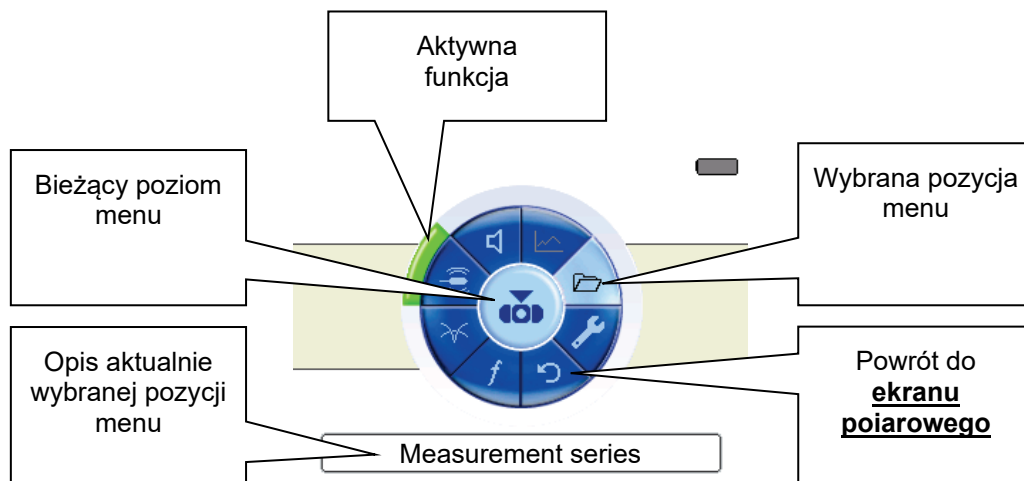 Aktywna
funkcja
Bieżący poziom
menu
Wybrana pozycja
menu
Opis aktualnie
wybranej pozycji
menu
Powrót do
ekranu
poiarowego
f
Measurement series